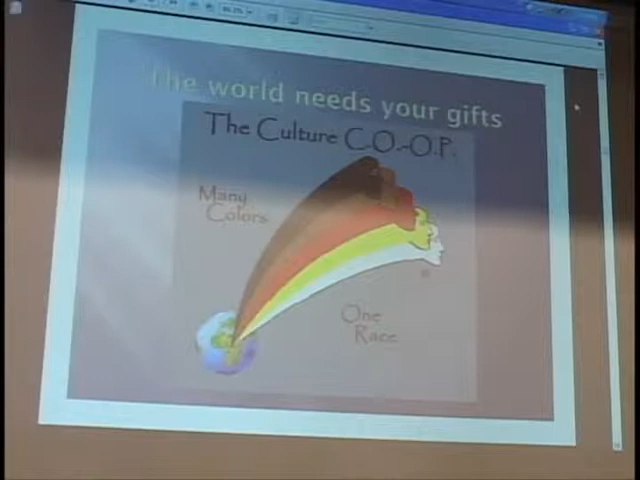 The world needs your gifts
The Culture C.O.-O.P.
Many
Colors
One
Race